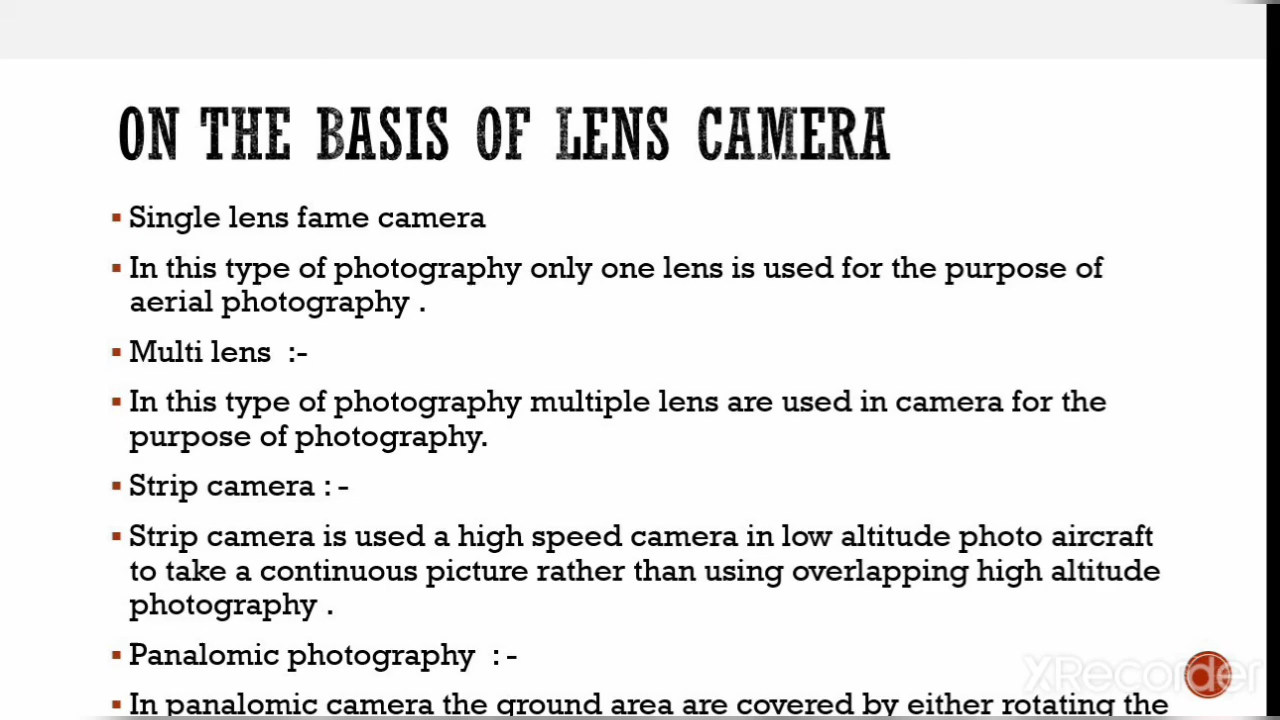 ON THE BASIS OF LENS CAMERA
▪ Single lens fame camera
▪ In this type of photography only one lens is used for the purpose of
aerial photography .
▪ Multi lens :-
▪ In this type of photography multiple lens are used in camera for the
purpose of photography.
▪ Strip camera : -
▪ Strip camera is used a high speed camera in low altitude photo aircraft
to take a continuous picture rather than using overlapping high altitude
photography .
▪ Panalomic photography : -
▪ In panalomic camera the ground area are covered by either rotating the
XRecorder